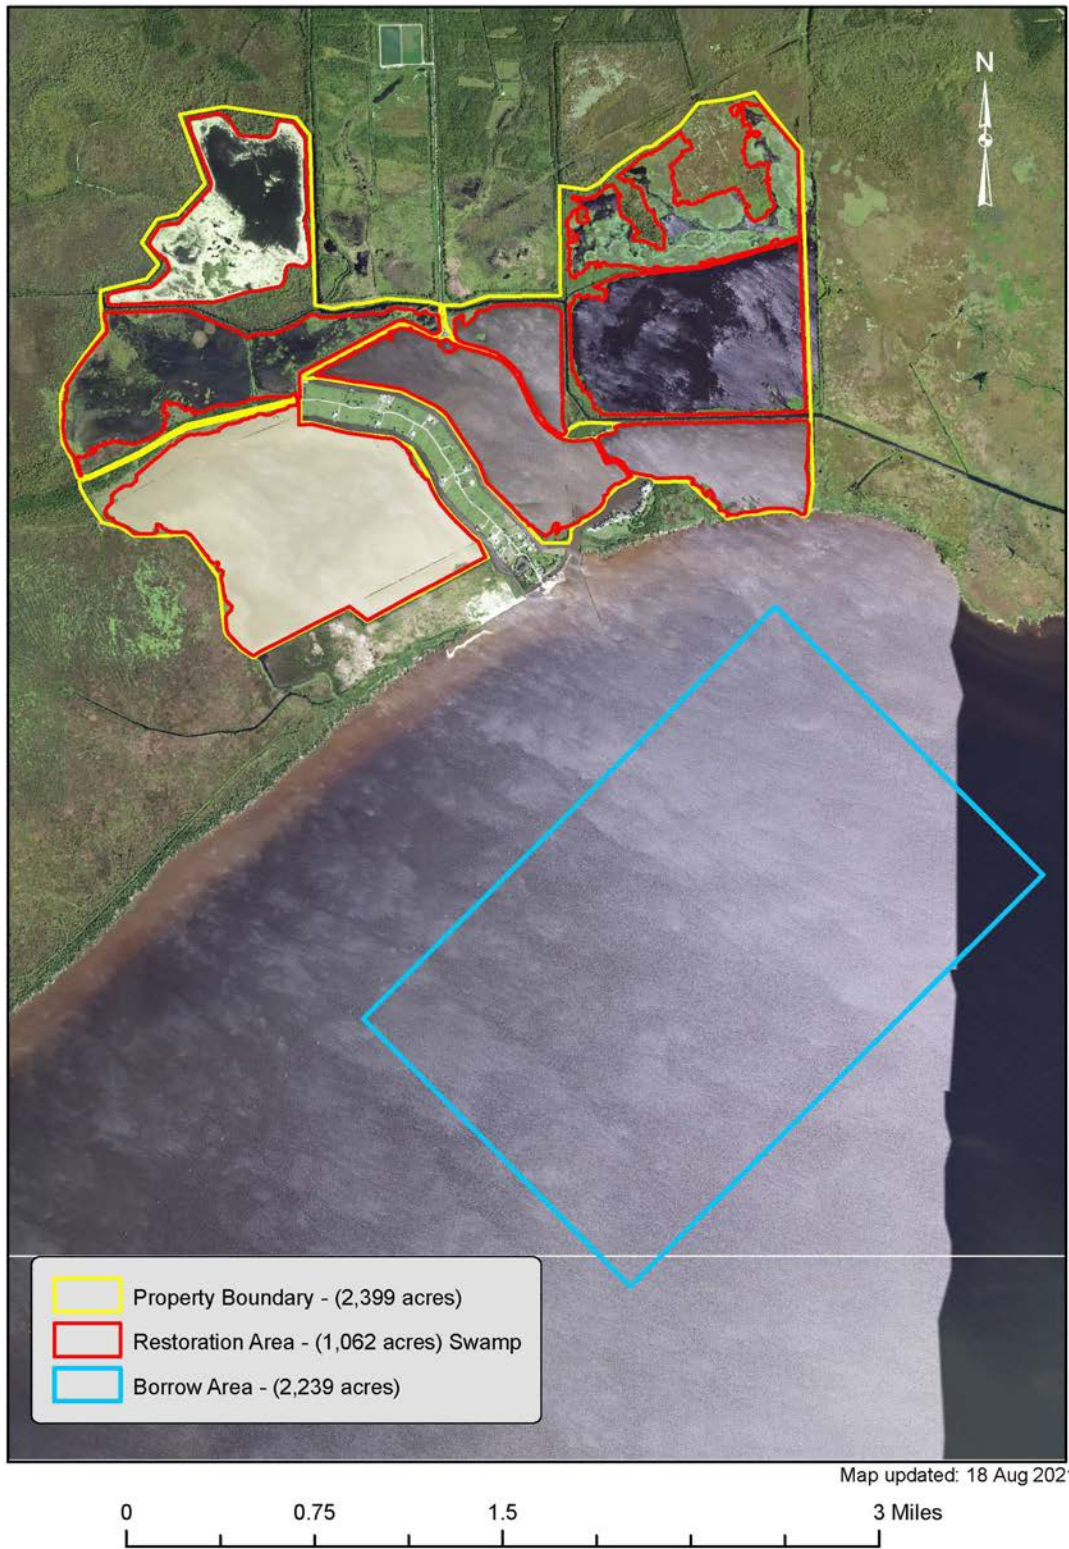 N
Property Boundary - (2,399 acres)
Restoration Area - (1,062 acres) Swamp
Borrow Area - (2,239 acres)
Map updated: 18 Aug
0 0.75 1.5 3 Miles